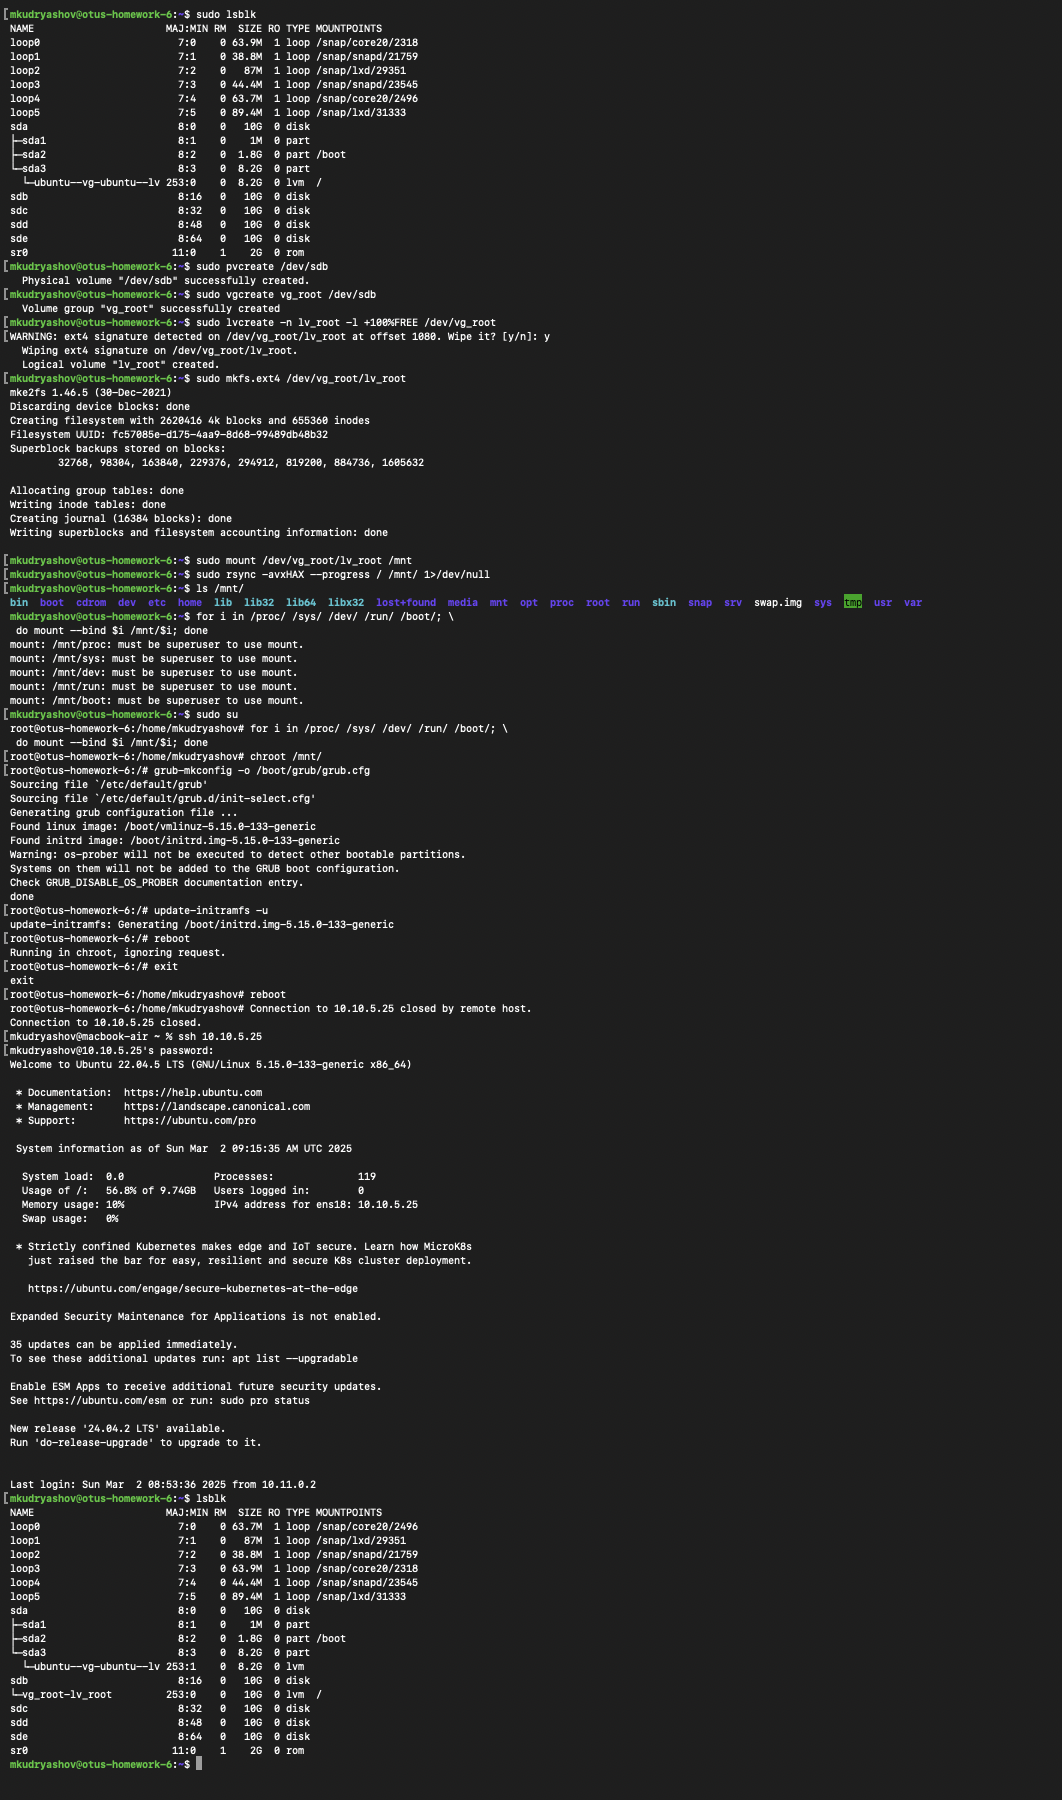 [mkudryashov@otus-homework-6:~$ sudo lsblk
NAME                      MAJ:MIN RM  SIZE RO TYPE MOUNTPOINTS
loop0                       7:0    0 63.9M  1 loop /snap/core20/2318
loop1                       7:1    0 38.8M  1 loop /snap/snapd/21759
loop2                       7:2    0   87M  1 loop /snap/lxd/29351
loop3                       7:3    0 44.4M  1 loop /snap/snapd/23545
loop4                       7:4    0 63.7M  1 loop /snap/core20/2496
loop5                       7:5    0 89.4M  1 loop /snap/lxd/31333
sda                         8:0    0   10G  0 disk
├─sda1                      8:1    0    1M  0 part
├─sda2                      8:2    0  1.8G  0 part /boot
└─sda3                      8:3    0  8.2G  0 part
  └─ubuntu--vg-ubuntu--lv 253:0    0  8.2G  0 lvm  /
sdb                         8:16   0   10G  0 disk
sdc                         8:32   0   10G  0 disk
sdd                         8:48   0   10G  0 disk
sde                         8:64   0   10G  0 disk
sr0                        11:0    1    2G  0 rom
[mkudryashov@otus-homework-6:~$ sudo pvcreate /dev/sdb
  Physical volume "/dev/sdb" successfully created.
[mkudryashov@otus-homework-6:~$ sudo vgcreate vg_root /dev/sdb
  Volume group "vg_root" successfully created
[mkudryashov@otus-homework-6:~$ sudo lvcreate -n lv_root -l +100%FREE /dev/vg_root
[WARNING: ext4 signature detected on /dev/vg_root/lv_root at offset 1080. Wipe it? [y/n]: y
  Wiping ext4 signature on /dev/vg_root/lv_root.
  Logical volume "lv_root" created.
[mkudryashov@otus-homework-6:~$ sudo mkfs.ext4 /dev/vg_root/lv_root
mke2fs 1.46.5 (30-Dec-2021)
Discarding device blocks: done
Creating filesystem with 2620416 4k blocks and 655360 inodes
Filesystem UUID: fc57085e-d175-4aa9-8d68-99489db48b32
Superblock backups stored on blocks:
        32768, 98304, 163840, 229376, 294912, 819200, 884736, 1605632
Allocating group tables: done
Writing inode tables: done
Creating journal (16384 blocks): done
Writing superblocks and filesystem accounting information: done
[mkudryashov@otus-homework-6:~$ sudo mount /dev/vg_root/lv_root /mnt
[mkudryashov@otus-homework-6:~$ sudo rsync -avxHAX --progress / /mnt/ 1>/dev/null
[mkudryashov@otus-homework-6:~$ ls /mnt/
bin  boot  cdrom  dev  etc  home  lib  lib32  lib64  libx32  lost+found  media  mnt  opt  proc  root  run  sbin  snap  srv  swap.img  sys  tmp  usr  var
mkudryashov@otus-homework-6:~$ for i in /proc/ /sys/ /dev/ /run/ /boot/; \
 do mount --bind $i /mnt/$i; done
mount: /mnt/proc: must be superuser to use mount.
mount: /mnt/sys: must be superuser to use mount.
mount: /mnt/dev: must be superuser to use mount.
mount: /mnt/run: must be superuser to use mount.
mount: /mnt/boot: must be superuser to use mount.
[mkudryashov@otus-homework-6:~$ sudo su
root@otus-homework-6:/home/mkudryashov# for i in /proc/ /sys/ /dev/ /run/ /boot/; \
 do mount --bind $i /mnt/$i; done
[root@otus-homework-6:/home/mkudryashov# chroot /mnt/
[root@otus-homework-6:/# grub-mkconfig -o /boot/grub/grub.cfg
Sourcing file `/etc/default/grub'
Sourcing file `/etc/default/grub.d/init-select.cfg'
Generating grub configuration file ...
Found linux image: /boot/vmlinuz-5.15.0-133-generic
Found initrd image: /boot/initrd.img-5.15.0-133-generic
Warning: os-prober will not be executed to detect other bootable partitions.
Systems on them will not be added to the GRUB boot configuration.
Check GRUB_DISABLE_OS_PROBER documentation entry.
done
[root@otus-homework-6:/# update-initramfs -u
update-initramfs: Generating /boot/initrd.img-5.15.0-133-generic
[root@otus-homework-6:/# reboot
Running in chroot, ignoring request.
[root@otus-homework-6:/# exit
exit
[root@otus-homework-6:/home/mkudryashov# reboot
root@otus-homework-6:/home/mkudryashov# Connection to 10.10.5.25 closed by remote host.
Connection to 10.10.5.25 closed.
[mkudryashov@macbook-air ~ % ssh 10.10.5.25
[mkudryashov@10.10.5.25's password:
Welcome to Ubuntu 22.04.5 LTS (GNU/Linux 5.15.0-133-generic x86_64)
 * Documentation:  https://help.ubuntu.com
 * Management:     https://landscape.canonical.com
 * Support:        https://ubuntu.com/pro
 System information as of Sun Mar  2 09:15:35 AM UTC 2025
  System load:  0.0               Processes:              119
  Usage of /:   56.8% of 9.74GB   Users logged in:        0
  Memory usage: 10%               IPv4 address for ens18: 10.10.5.25
  Swap usage:   0%
 * Strictly confined Kubernetes makes edge and IoT secure. Learn how MicroK8s
   just raised the bar for easy, resilient and secure K8s cluster deployment.
   https://ubuntu.com/engage/secure-kubernetes-at-the-edge
Expanded Security Maintenance for Applications is not enabled.
35 updates can be applied immediately.
To see these additional updates run: apt list --upgradable
Enable ESM Apps to receive additional future security updates.
See https://ubuntu.com/esm or run: sudo pro status
New release '24.04.2 LTS' available.
Run 'do-release-upgrade' to upgrade to it.
Last login: Sun Mar  2 08:53:36 2025 from 10.11.0.2
[mkudryashov@otus-homework-6:~$ lsblk
NAME                      MAJ:MIN RM  SIZE RO TYPE MOUNTPOINTS
loop0                       7:0    0 63.7M  1 loop /snap/core20/2496
loop1                       7:1    0   87M  1 loop /snap/lxd/29351
loop2                       7:2    0 38.8M  1 loop /snap/snapd/21759
loop3                       7:3    0 63.9M  1 loop /snap/core20/2318
loop4                       7:4    0 44.4M  1 loop /snap/snapd/23545
loop5                       7:5    0 89.4M  1 loop /snap/lxd/31333
sda                         8:0    0   10G  0 disk
├─sda1                      8:1    0    1M  0 part
├─sda2                      8:2    0  1.8G  0 part /boot
└─sda3                      8:3    0  8.2G  0 part
  └─ubuntu--vg-ubuntu--lv 253:1    0  8.2G  0 lvm
sdb                         8:16   0   10G  0 disk
└─vg_root-lv_root         253:0    0   10G  0 lvm  /
sdc                         8:32   0   10G  0 disk
sdd                         8:48   0   10G  0 disk
sde                         8:64   0   10G  0 disk
sr0                        11:0    1    2G  0 rom
mkudryashov@otus-homework-6:~$